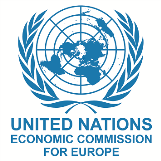 UNITED NATIONS
ECONOMIC COMMISSION
FOR EUROPE